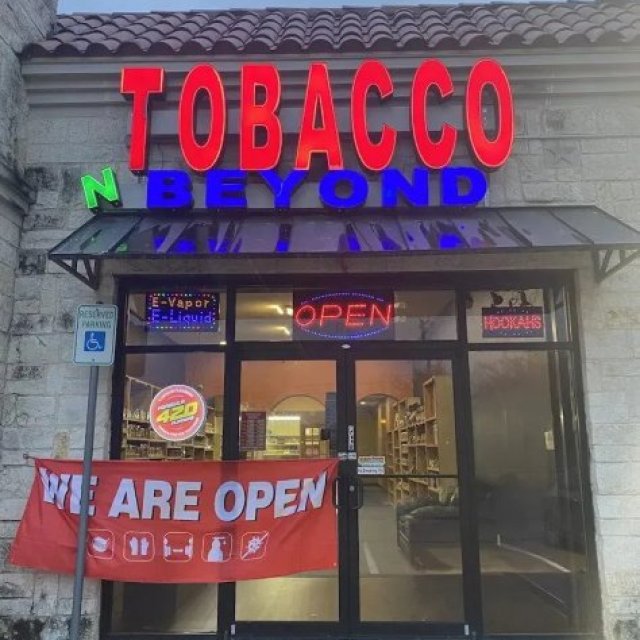 TOBACCO
N BEYOND
E-Vapor
E-Liquid
OPEN
HOOKAHS
RESERVED
PARKING
420
WE ARE OPEN